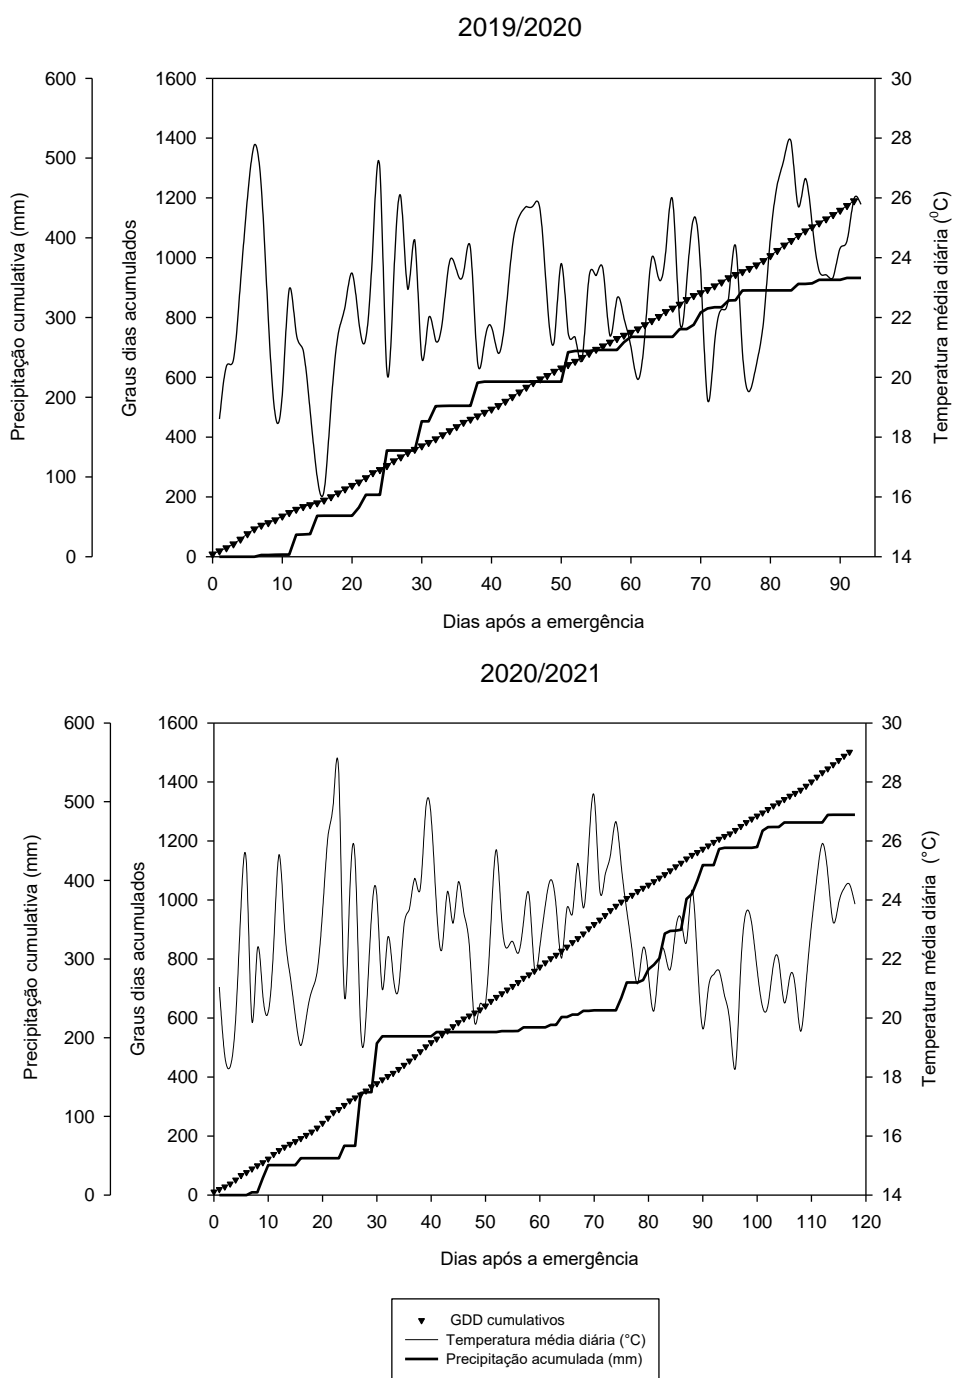 2019/2020
600 1600 30
1400 28
500
1200 26
400
1000 24
300
800 22
600 20
200
400 18
100
200 16
0 0 14
0 10 20 30 40 50 60 70 80 90
Precipitação cumulativa (mm)
Graus dias acumulados
Temperatura média diária (⁰C)
Dias após a emergência
2020/2021
600 1600 30
1400 28
500
1200 26
400
1000 24
300
800 22
600 20
200
400 18
100
200 16
0 0 14
0 10 20 30 40 50 60 70 80 90 100 110 120
Precipitação cumulativa (mm)
Graus dias acumulados
Temperatura média diária (°C)
Dias após a emergência
GDD cumulativos
Temperatura média diária (°C)
Precipitação acumulada (mm)